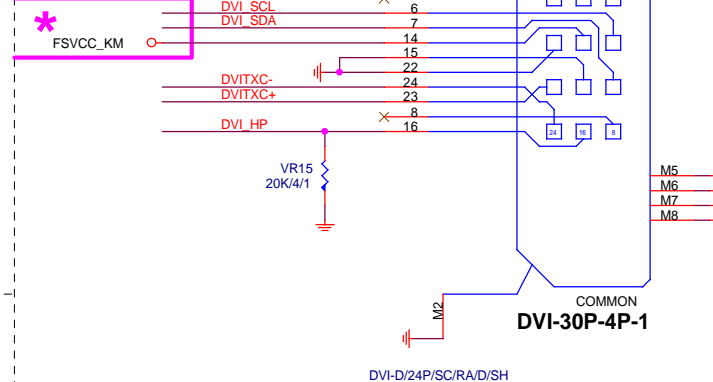 DVI_SCL 6
DVI_SDA 7
* FSVCC_KM 14
15
22
DVITXC- 24
DVITXC+ 23
8
DVI_HP 16
24 16 8
VR15
20K/4/1
M5
M6
M7
M8
M2
COMMON
DVI-30P-4P-1
DVI-D/24P/SC/RA/D/SH